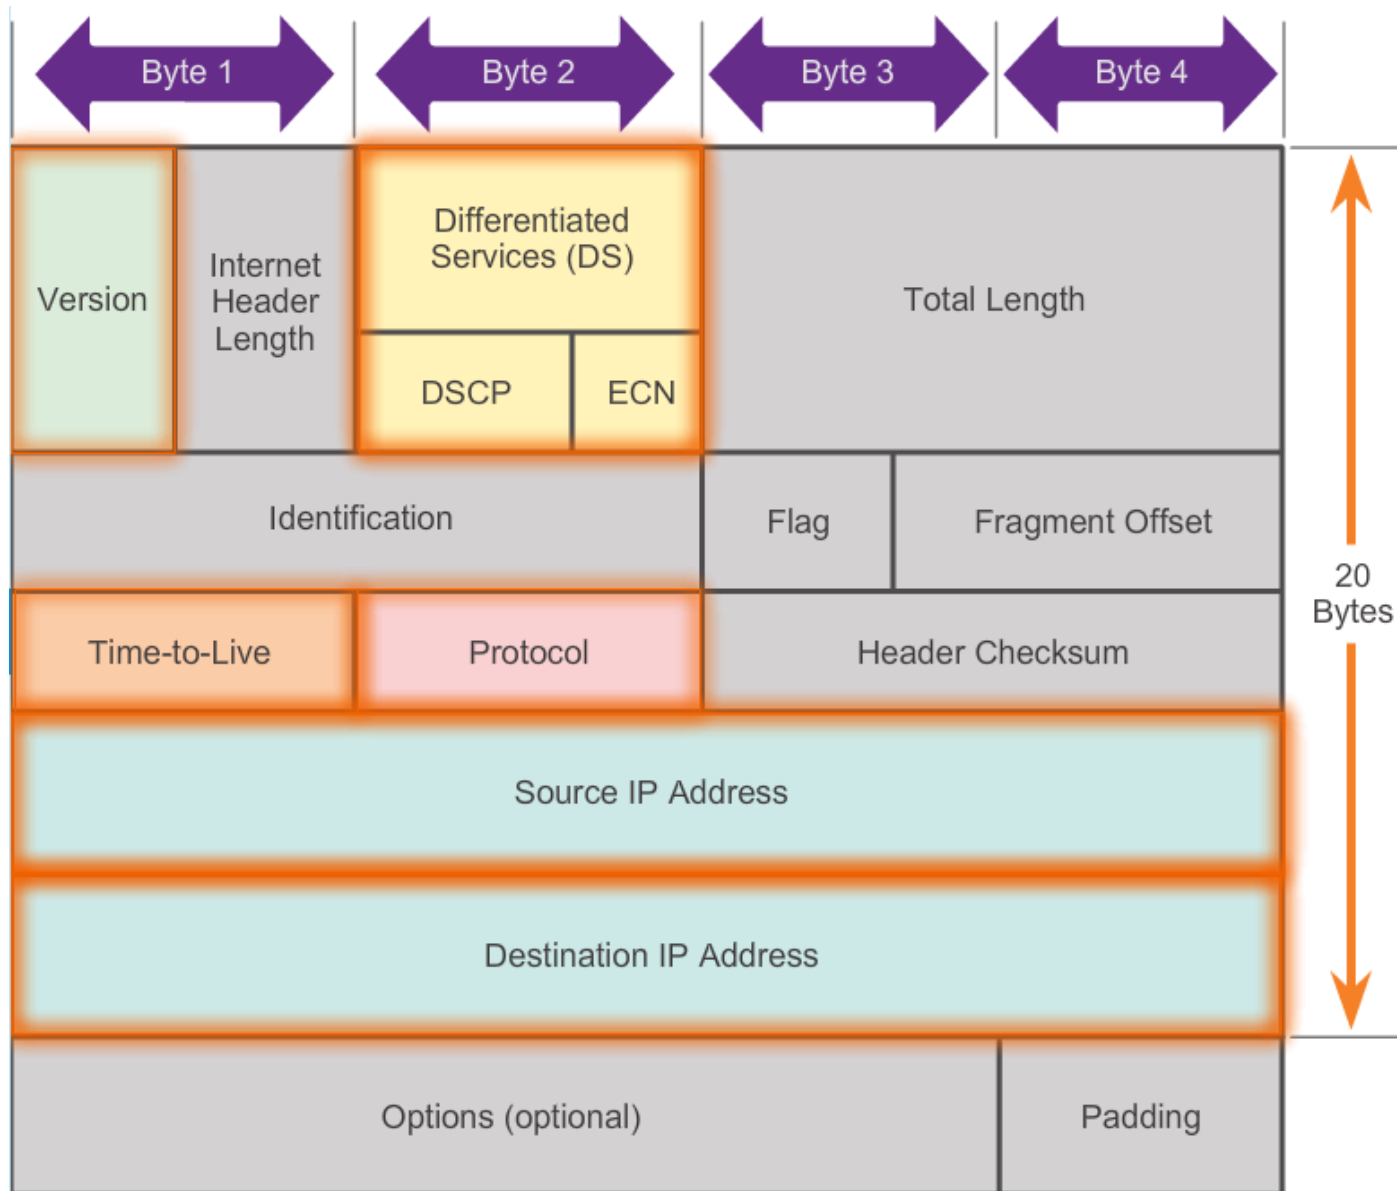 Byte 1
Byte 2
Byte 3
Byte 4
Version
Internet
Header
Length
Differentiated
Services (DS)
DSCP
ECN
Total Length
Identification
Flag
Fragment Offset
Time-to-Live
Protocol
Header Checksum
Source IP Address
Destination IP Address
Options (optional)
Padding
20
Bytes